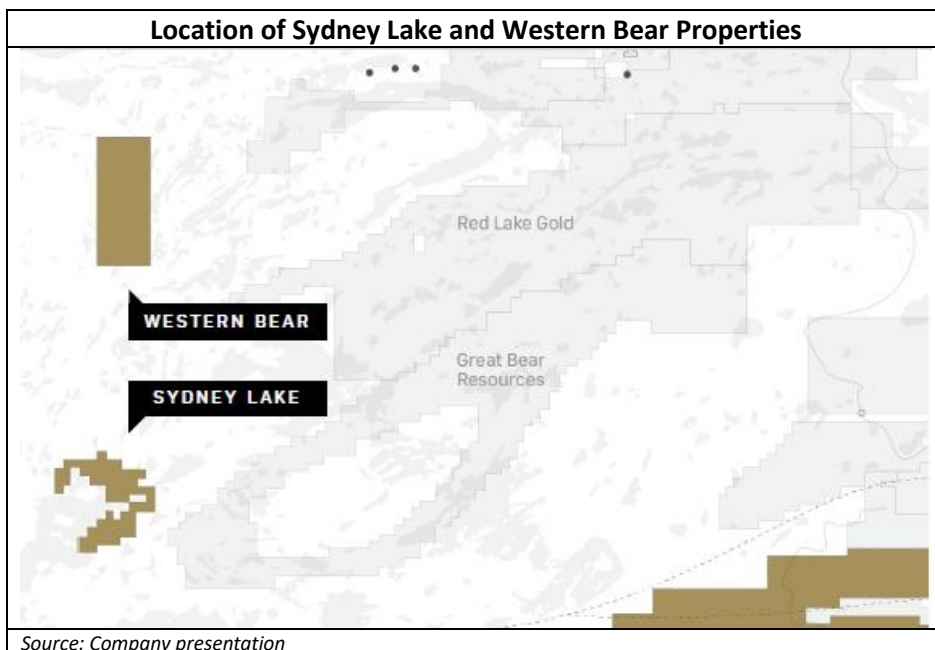 Location of Sydney Lake and Western Bear Properties
Red Lake Gold
WESTERN BEAR
Great Bear
Resources
SYDNEY LAKE
Source: Company presentation